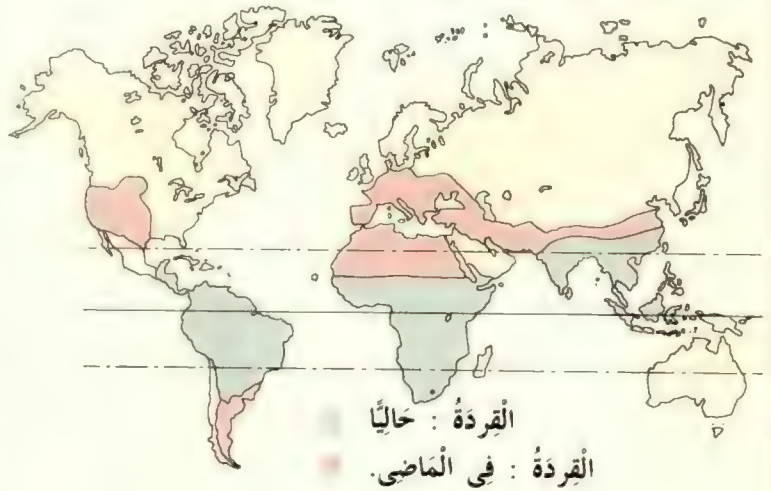 الْقِرَدَةُ : حَالِيًّا
الْقِرَدَةُ : فِى الْمَاضِى.